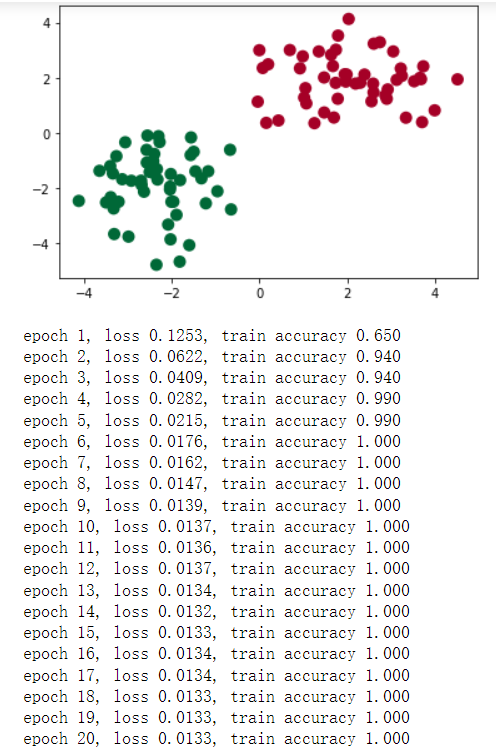 4
2
0
−2
−4
−4 −2 0 2 4
epoch 1, loss 0.1253, train accuracy 0.650
epoch 2, loss 0.0622, train accuracy 0.940
epoch 3, loss 0.0409, train accuracy 0.940
epoch 4, loss 0.0282, train accuracy 0.990
epoch 5, loss 0.0215, train accuracy 0.990
epoch 6, loss 0.0176, train accuracy 1.000
epoch 7, loss 0.0162, train accuracy 1.000
epoch 8, loss 0.0147, train accuracy 1.000
epoch 9, loss 0.0139, train accuracy 1.000
epoch 10, loss 0.0137, train accuracy 1.000
epoch 11, loss 0.0136, train accuracy 1.000
epoch 12, loss 0.0137, train accuracy 1.000
epoch 13, loss 0.0134, train accuracy 1.000
epoch 14, loss 0.0132, train accuracy 1.000
epoch 15, loss 0.0133, train accuracy 1.000
epoch 16, loss 0.0134, train accuracy 1.000
epoch 17, loss 0.0134, train accuracy 1.000
epoch 18, loss 0.0133, train accuracy 1.000
epoch 19, loss 0.0133, train accuracy 1.000
epoch 20, loss 0.0133, train accuracy 1.000